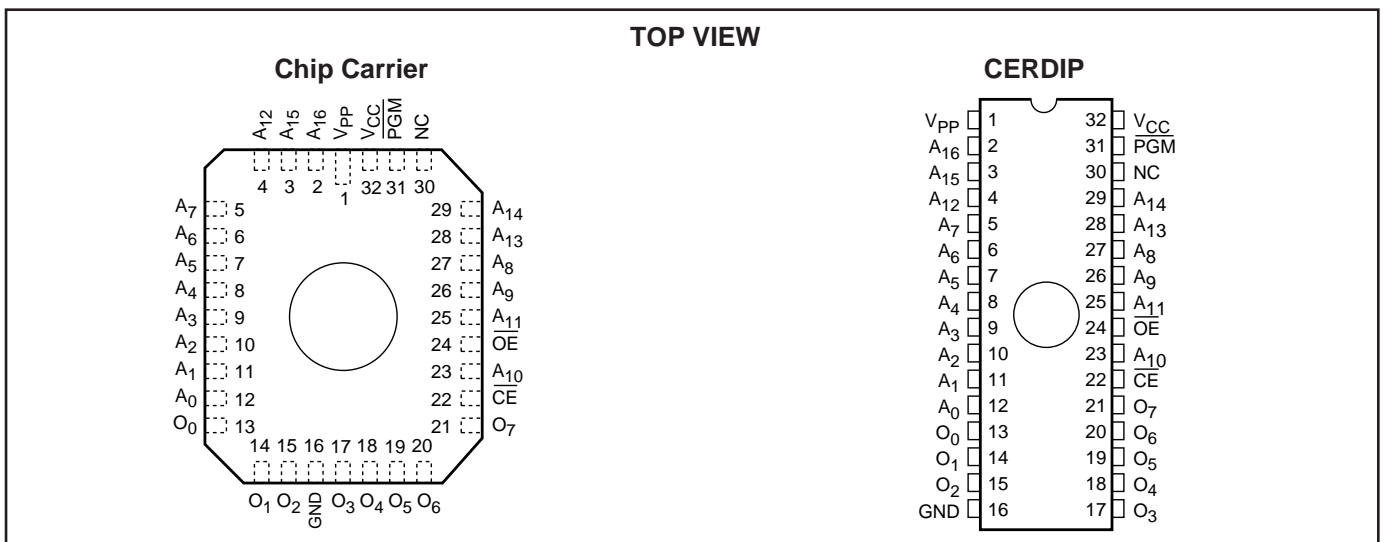 TOP VIEW
Chip Carrier
A12 A15 A16 VPP VCC P̅G̅M̅ NC
4 3 2 1 32 31 30
A7 5 29 A14
A6 6 28 A13
A5 7 27 A8
A4 8 26 A9
A3 9 25 A11
A2 10 24 O̅E̅
A1 11 23 A10
A0 12 22 C̅E̅
O0 13 21 O7
14 15 16 17 18 19 20
O1 O2 GND O3 O4 O5 O6
CERDIP
VPP 1 32 VCC
A16 2 31 P̅G̅M̅
A15 3 30 NC
A12 4 29 A14
A7 5 28 A13
A6 6 27 A8
A5 7 26 A9
A4 8 25 A11
A3 9 24 O̅E̅
A2 10 23 A10
A1 11 22 C̅E̅
A0 12 21 O7
O0 13 20 O6
O1 14 19 O5
O2 15 18 O4
GND 16 17 O3